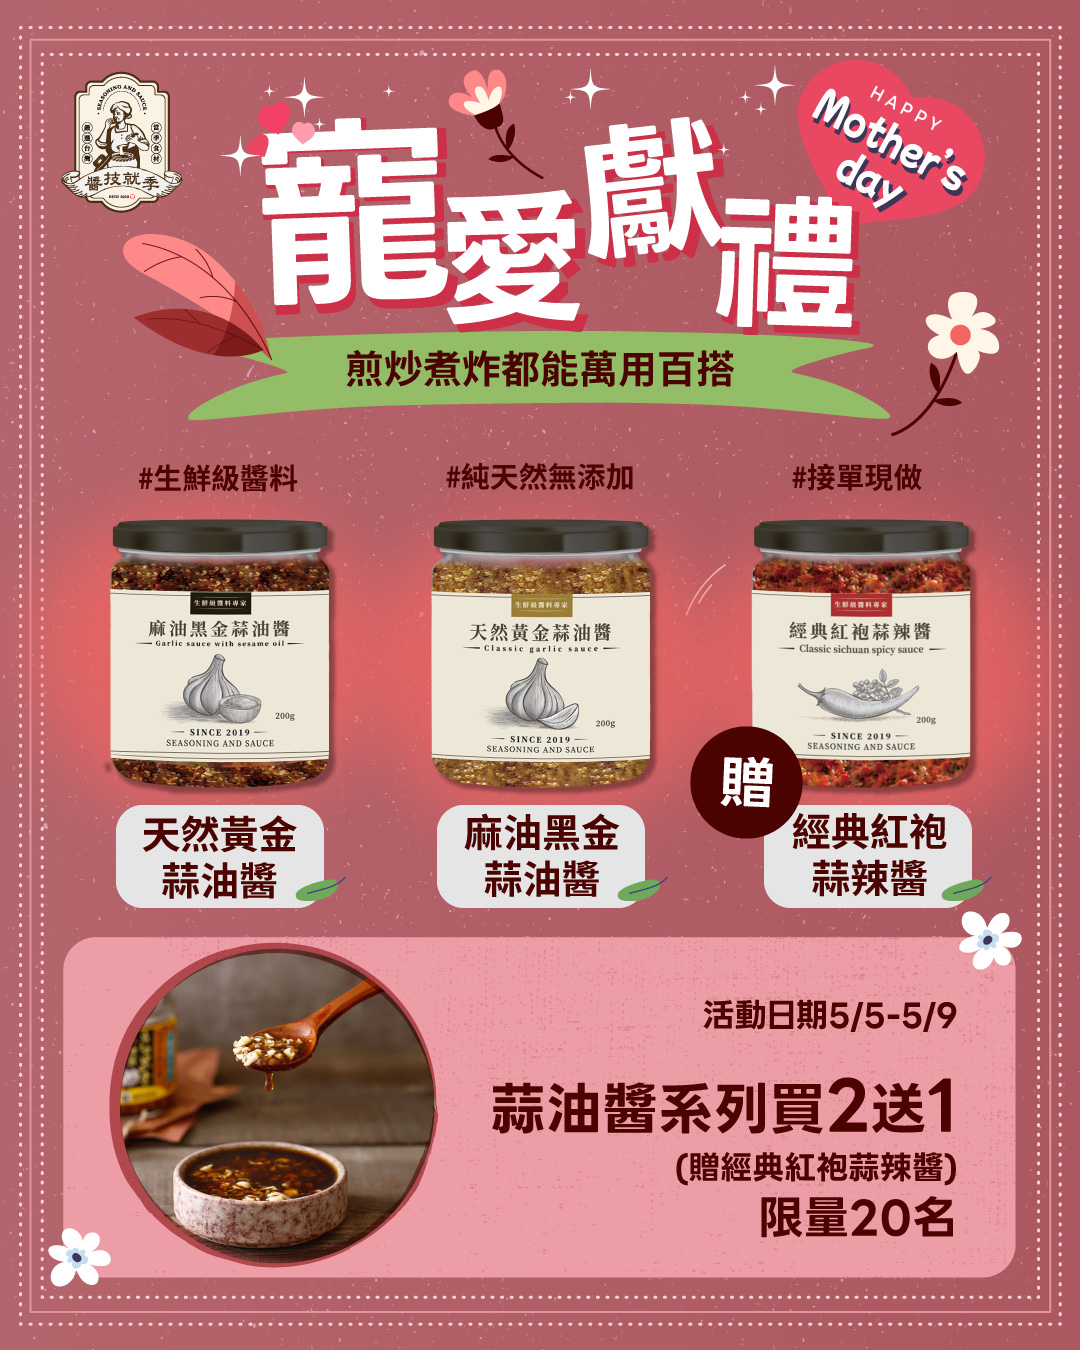 SEASONING AND SAUCE
嚴選台灣
當季食材
醬技就季
HAPPY
Mother's
day
寵愛獻禮
煎炒煮炸都能萬用百搭
#生鮮級醬料
#純天然無添加
#接單現做
生鮮級醬料專家
麻油黑金蒜油醬
Garlic sauce with sesame oil
200g
SINCE 2019
SEASONING AND SAUCE
生鮮級醬料專家
天然黃金蒜油醬
Classic garlic sauce
200g
SINCE 2019
SEASONING AND SAUCE
生鮮級醬料專家
經典紅袍蒜辣醬
Classic sichuan spicy sauce
200g
SINCE 2019
SEASONING AND SAUCE
天然黃金
蒜油醬
麻油黑金
蒜油醬
贈
經典紅袍
蒜辣醬
活動日期5/5-5/9
蒜油醬系列買2送1
(贈經典紅袍蒜辣醬)
限量20名